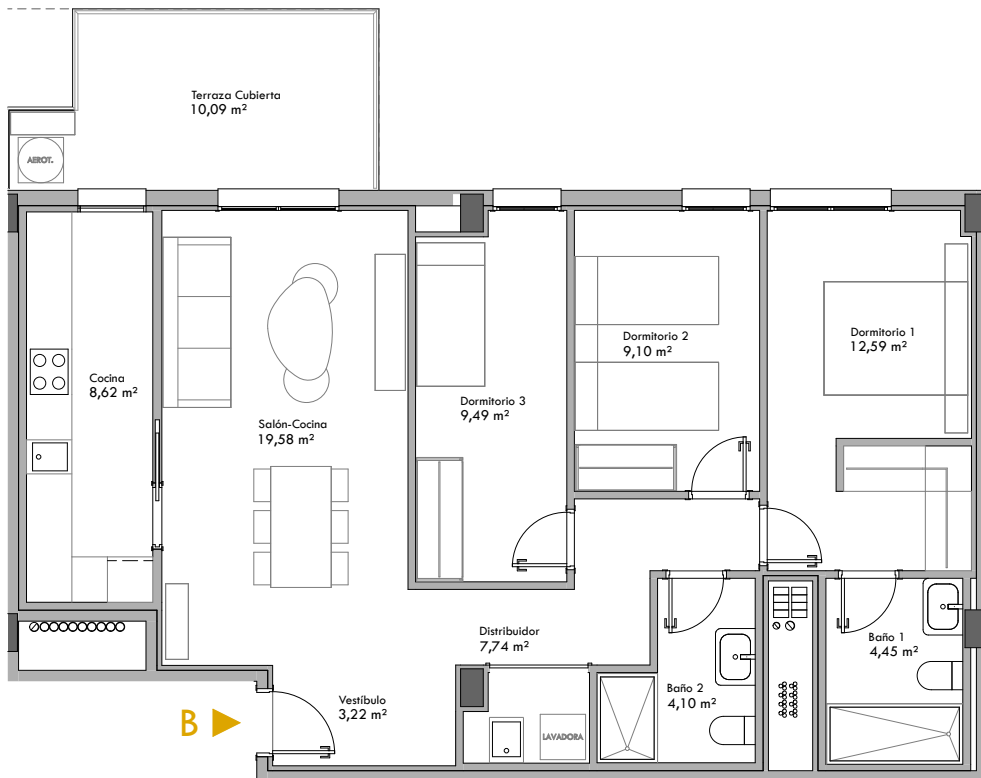 Terraza Cubierta
10,09 m²
AEROT.
Dormitorio 1
12,59 m²
Dormitorio 2
9,10 m²
Cocina
8,62 m²
Dormitorio 3
9,49 m²
Salón-Cocina
19,58 m²
Distribuidor
7,74 m²
Baño 1
4,45 m²
Baño 2
4,10 m²
Vestíbulo
3,22 m²
B
LAVADORA